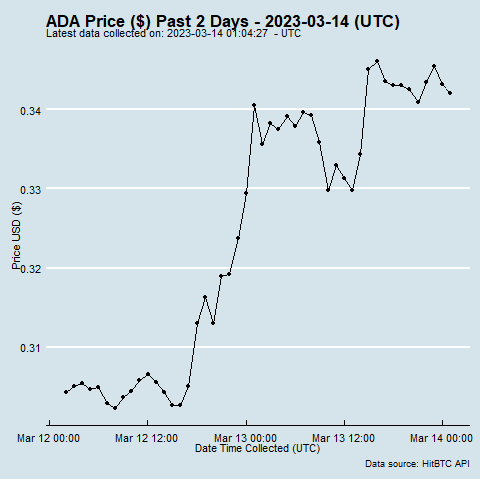 ADA Price ($) Past 2 Days - 2023-03-14 (UTC)
Latest data collected on: 2023-03-14 01:04:27 - UTC
0.34
0.33
0.32
0.31
Price USD ($)
Mar 12 00:00 Mar 12 12:00 Mar 13 00:00 Mar 13 12:00 Mar 14 00:00
Date Time Collected (UTC)
Data source: HitBTC API